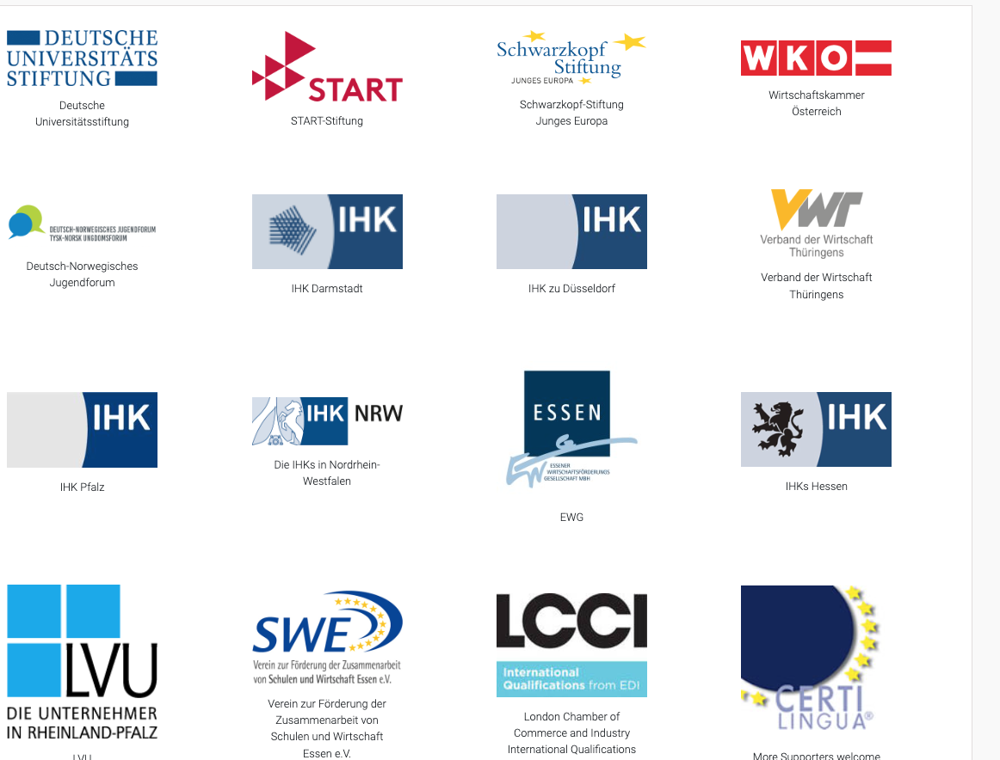 DEUTSCHE
UNIVERSITÄTS
STIFTUNG
Deutsche
Universitätsstiftung
START
START-Stiftung
Schwarzkopf
Stiftung
JUNGES EUROPA
Schwarzkopf-Stiftung
Junges Europa
WKO
Wirtschaftskammer
Österreich
DEUTSCH-NORWEGISCHES JUGENDFORUM
TYSK-NORSK UNGDOMSFORUM
Deutsch-Norwegisches
Jugendforum
IHK
IHK Darmstadt
IHK
IHK zu Düsseldorf
VWT
Verband der Wirtschaft
Thüringens
Verband der Wirtschaft
Thüringens
IHK
IHK Pfalz
IHK NRW
Die IHKs in Nordrhein-
Westfalen
ESSEN
EWG
ESSENER
WIRTSCHAFTSFÖRDERUNGS
GESELLSCHAFT MBH
EWG
IHK
IHKs Hessen
LVU
DIE UNTERNEHMER
IN RHEINLAND-PFALZ
LVU
SWE
Verein zur Förderung der Zusammenarbeit
von Schulen und Wirtschaft Essen e.V.
Verein zur Förderung der
Zusammenarbeit von
Schulen und Wirtschaft
Essen e.V.
LCCI
International
Qualifications from EDI
London Chamber of
Commerce and Industry
International Qualifications
CERTI
LINGUA®
More Supporters welcome